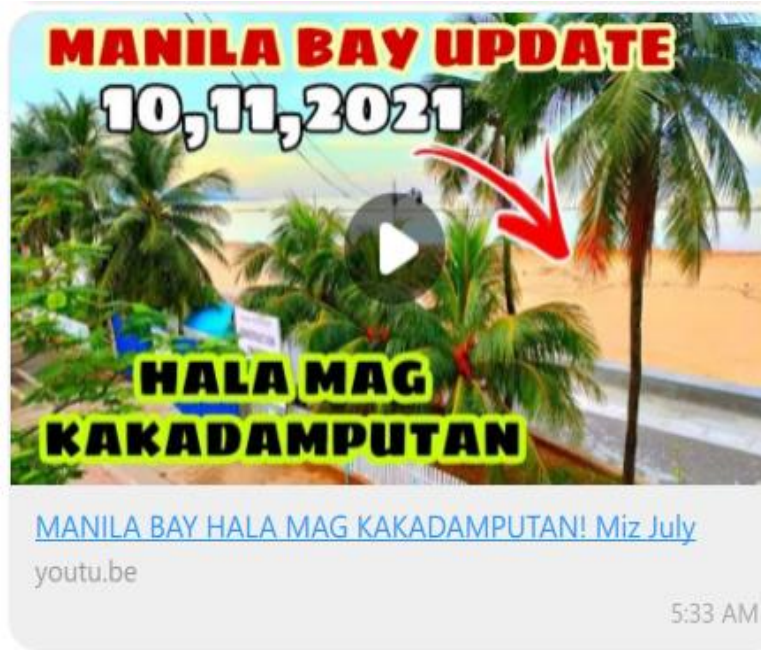 MANILA BAY UPDATE
10,11,2021
HALA MAG
KAKADAMPUTAN
MANILA BAY HALA MAG KAKADAMPUTAN! Miz July
youtu.be
5:33 AM